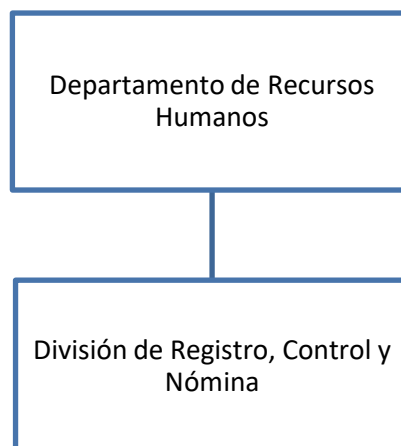 Departamento de Recursos
Humanos
División de Registro, Control y
Nómina